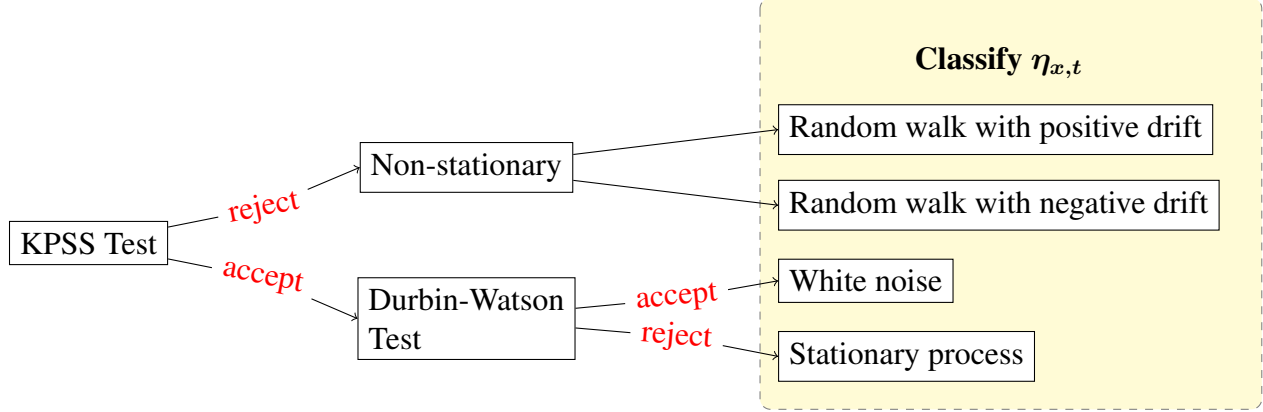 Classify ηx,t
Random walk with positive drift
Non-stationary
Random walk with negative drift
reject
KPSS Test
accept
White noise
Durbin-Watson
Test
accept
reject
Stationary process